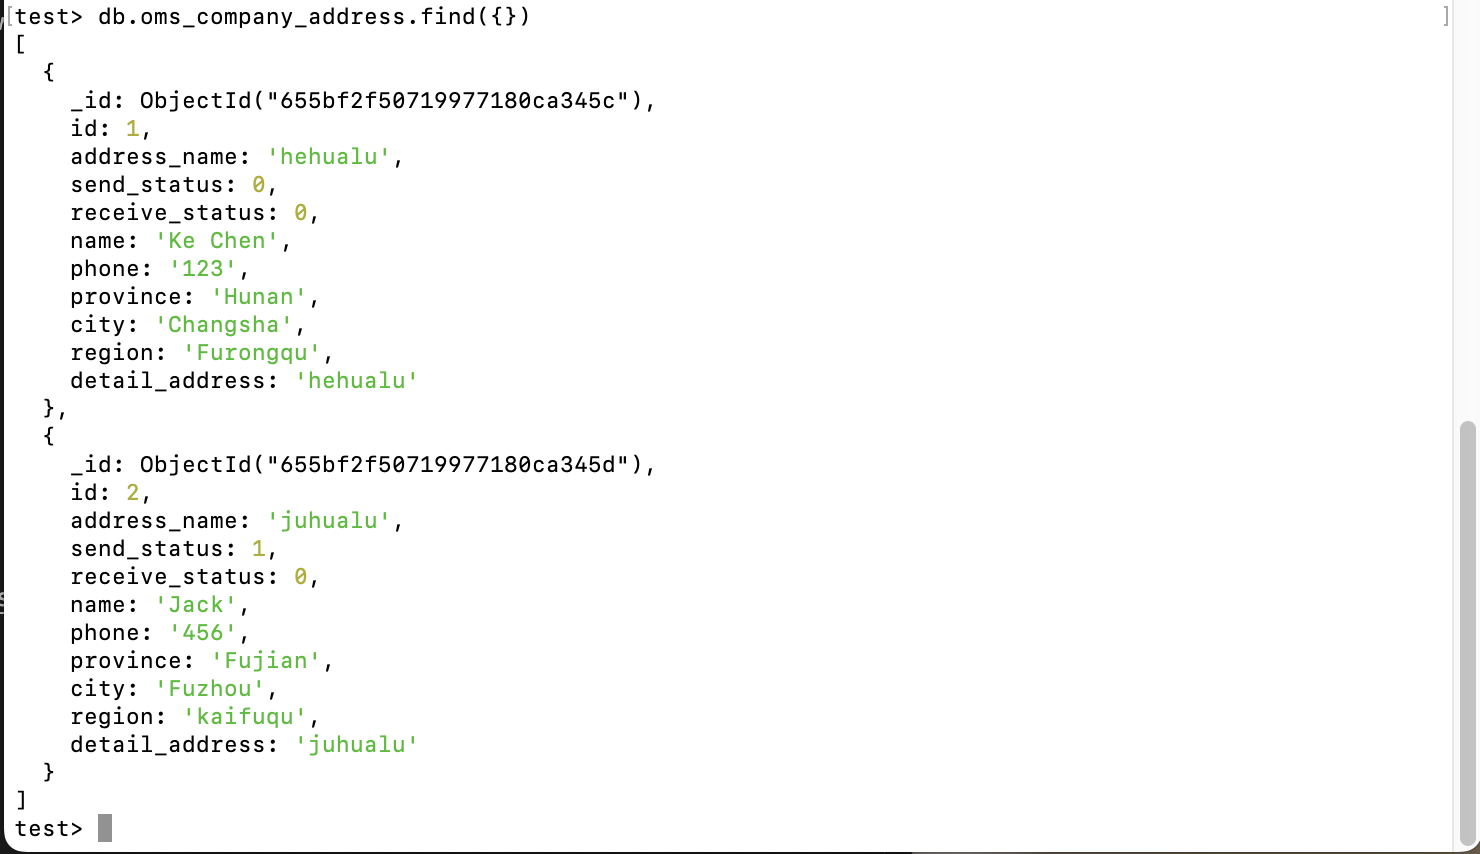 [test> db.oms_company_address.find({}) ]
[
  {
    _id: ObjectId("655bf2f50719977180ca345c"),
    id: 1,
    address_name: 'hehualu',
    send_status: 0,
    receive_status: 0,
    name: 'Ke Chen',
    phone: '123',
    province: 'Hunan',
    city: 'Changsha',
    region: 'Furongqu',
    detail_address: 'hehualu'
  },
  {
    _id: ObjectId("655bf2f50719977180ca345d"),
    id: 2,
    address_name: 'juhualu',
    send_status: 1,
    receive_status: 0,
    name: 'Jack',
    phone: '456',
    province: 'Fujian',
    city: 'Fuzhou',
    region: 'kaifuqu',
    detail_address: 'juhualu'
  }
]
test>